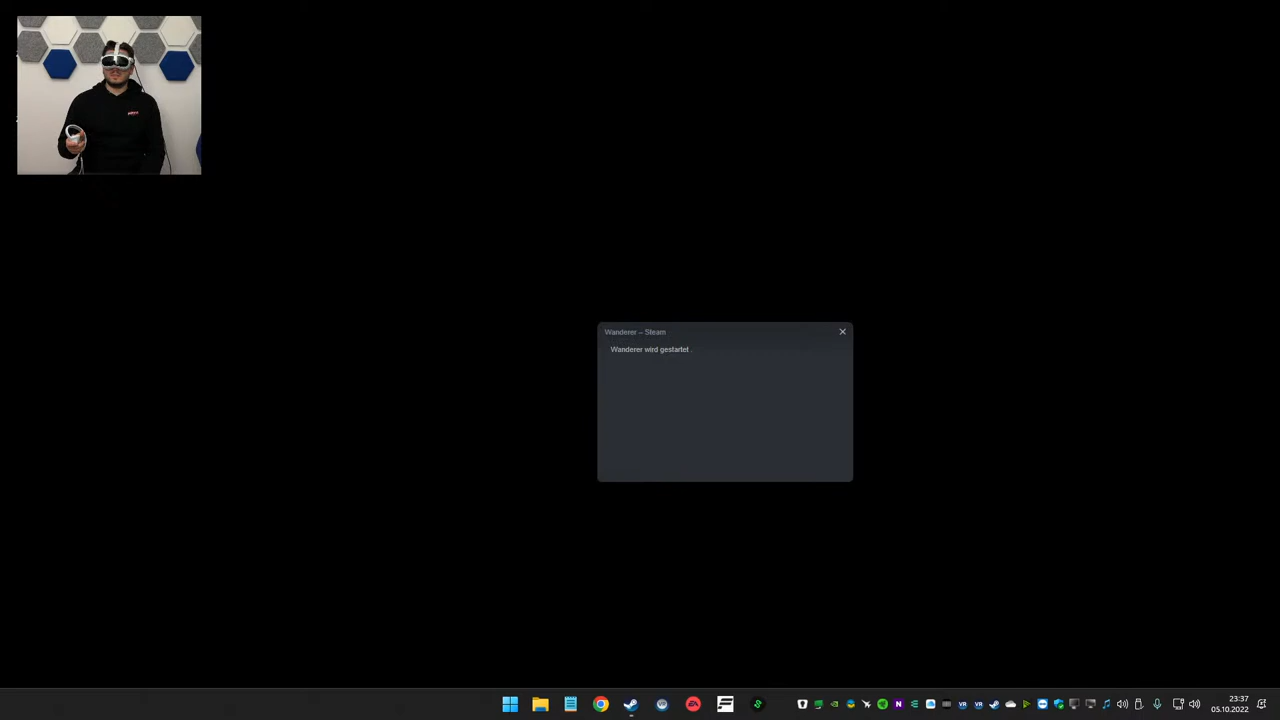 Wanderer – Steam
Wanderer wird gestartet .
23:37
05.10.2022